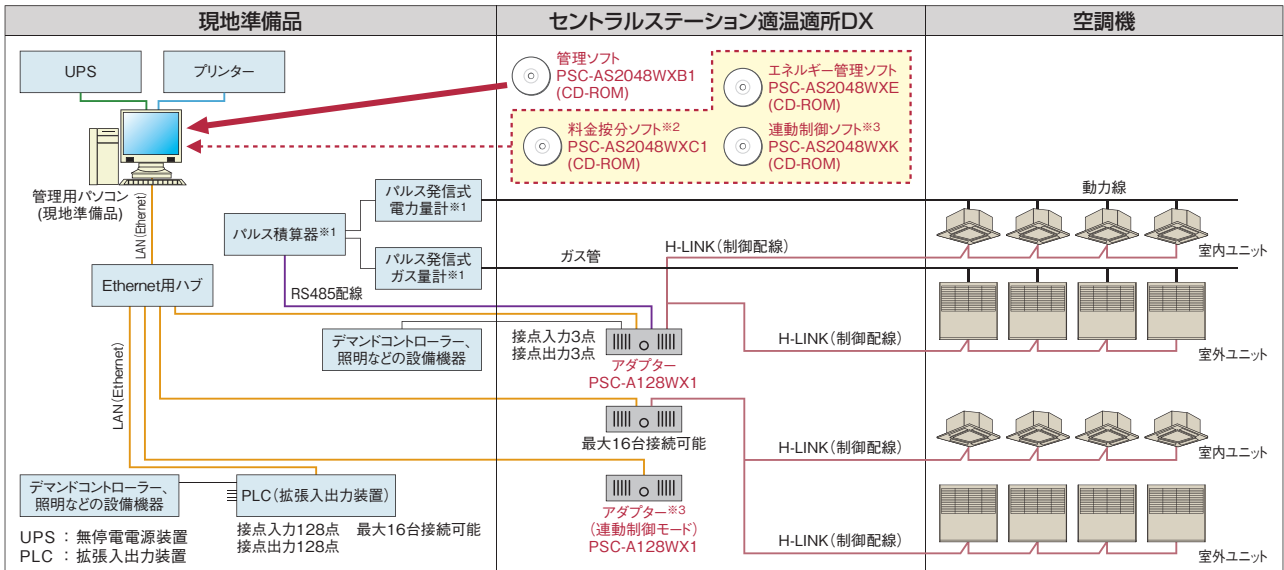 現地準備品
セントラルステーション適温適所DX
空調機
UPS
プリンター
管理ソフト
PSC-AS2048WXB1
(CD-ROM)
エネルギー管理ソフト
PSC-AS2048WXE
(CD-ROM)
料金按分ソフト※2
PSC-AS2048WXC1
(CD-ROM)
連動制御ソフト※3
PSC-AS2048WXK
(CD-ROM)
管理用パソコン
(現地準備品)
LAN(Ethernet)
パルス積算器※1
パルス発信式
電力量計※1
パルス発信式
ガス量計※1
動力線
H-LINK(制御配線)
室内ユニット
ガス管
Ethernet用ハブ
RS485配線
デマンドコントローラー、
照明などの設備機器
接点入力3点
接点出力3点
アダプター
PSC-A128WX1
H-LINK(制御配線)
室外ユニット
LAN(Ethernet)
最大16台接続可能
H-LINK(制御配線)
室内ユニット
デマンドコントローラー、
照明などの設備機器
PLC(拡張入出力装置)
接点入力128点
接点出力128点
最大16台接続可能
アダプター※3
(連動制御モード)
PSC-A128WX1
H-LINK(制御配線)
室外ユニット
UPS:無停電電源装置
PLC:拡張入出力装置